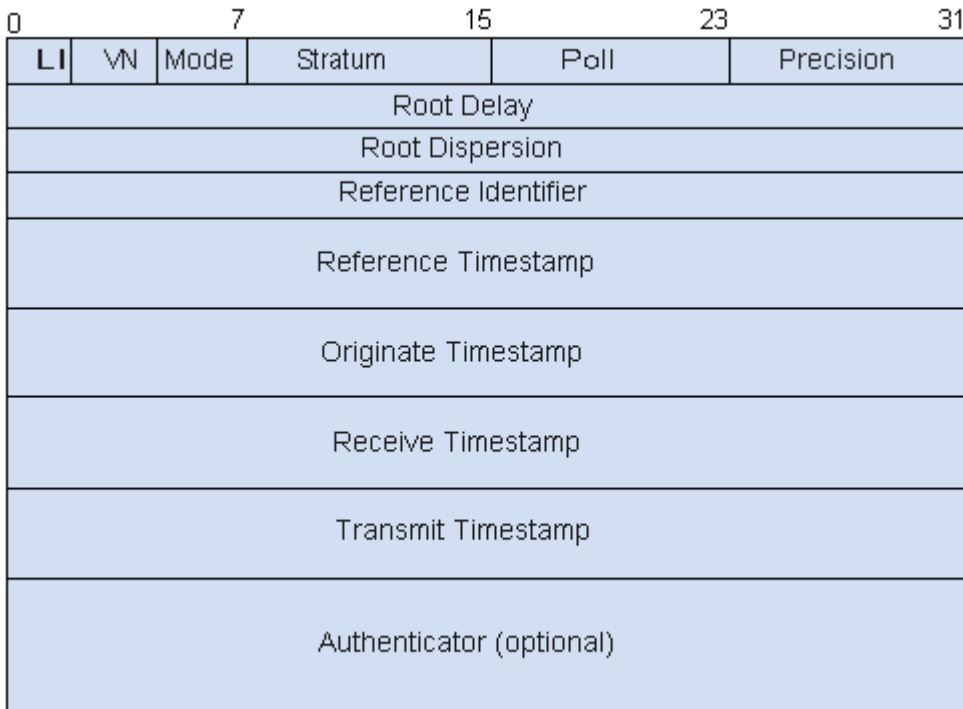 0 7 15 23 31
LI VN Mode Stratum Poll Precision
Root Delay
Root Dispersion
Reference Identifier
Reference Timestamp
Originate Timestamp
Receive Timestamp
Transmit Timestamp
Authenticator (optional)